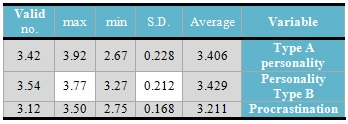 Valid no. max min S.D. Average Variable
3.42 3.92 2.67 0.228 3.406 Type A personality
3.54 3.77 3.27 0.212 3.429 Personality Type B
3.12 3.50 2.75 0.168 3.211 Procrastination